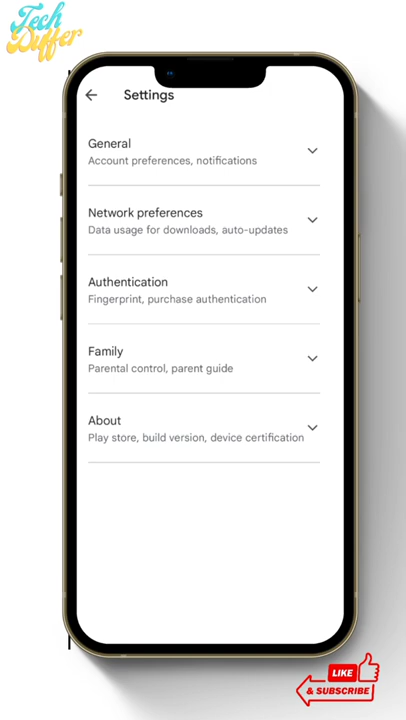 Tech
Differ
Settings
General
Account preferences, notifications
Network preferences
Data usage for downloads, auto-updates
Authentication
Fingerprint, purchase authentication
Family
Parental control, parent guide
About
Play store, build version, device certification
LIKE
& SUBSCRIBE